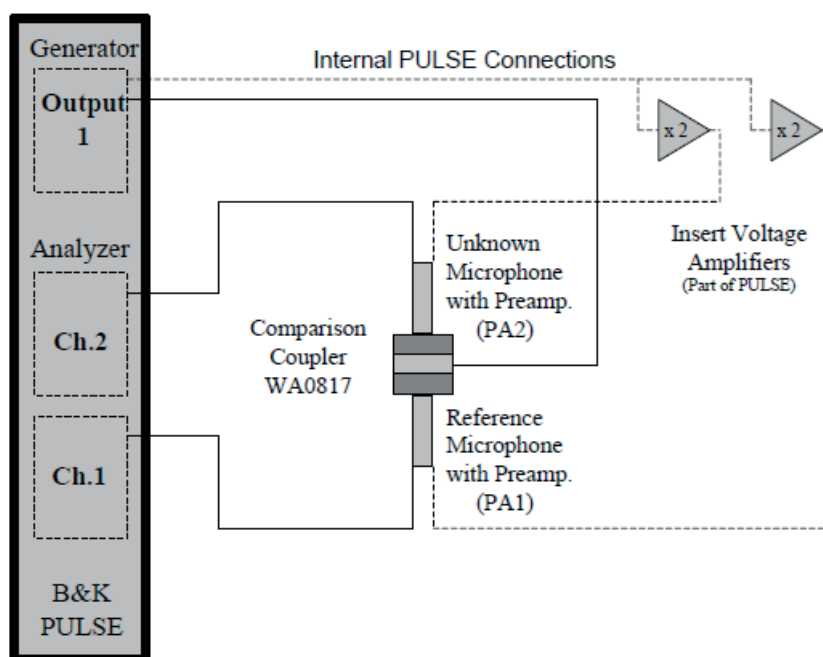 Generator
Output
1
Internal PULSE Connections
x 2
x 2
Insert Voltage
Amplifiers
(Part of PULSE)
Unknown
Microphone
with Preamp.
(PA2)
Analyzer
Ch.2
Comparison
Coupler
WA0817
Reference
Microphone
with Preamp.
(PA1)
Ch.1
B&K
PULSE